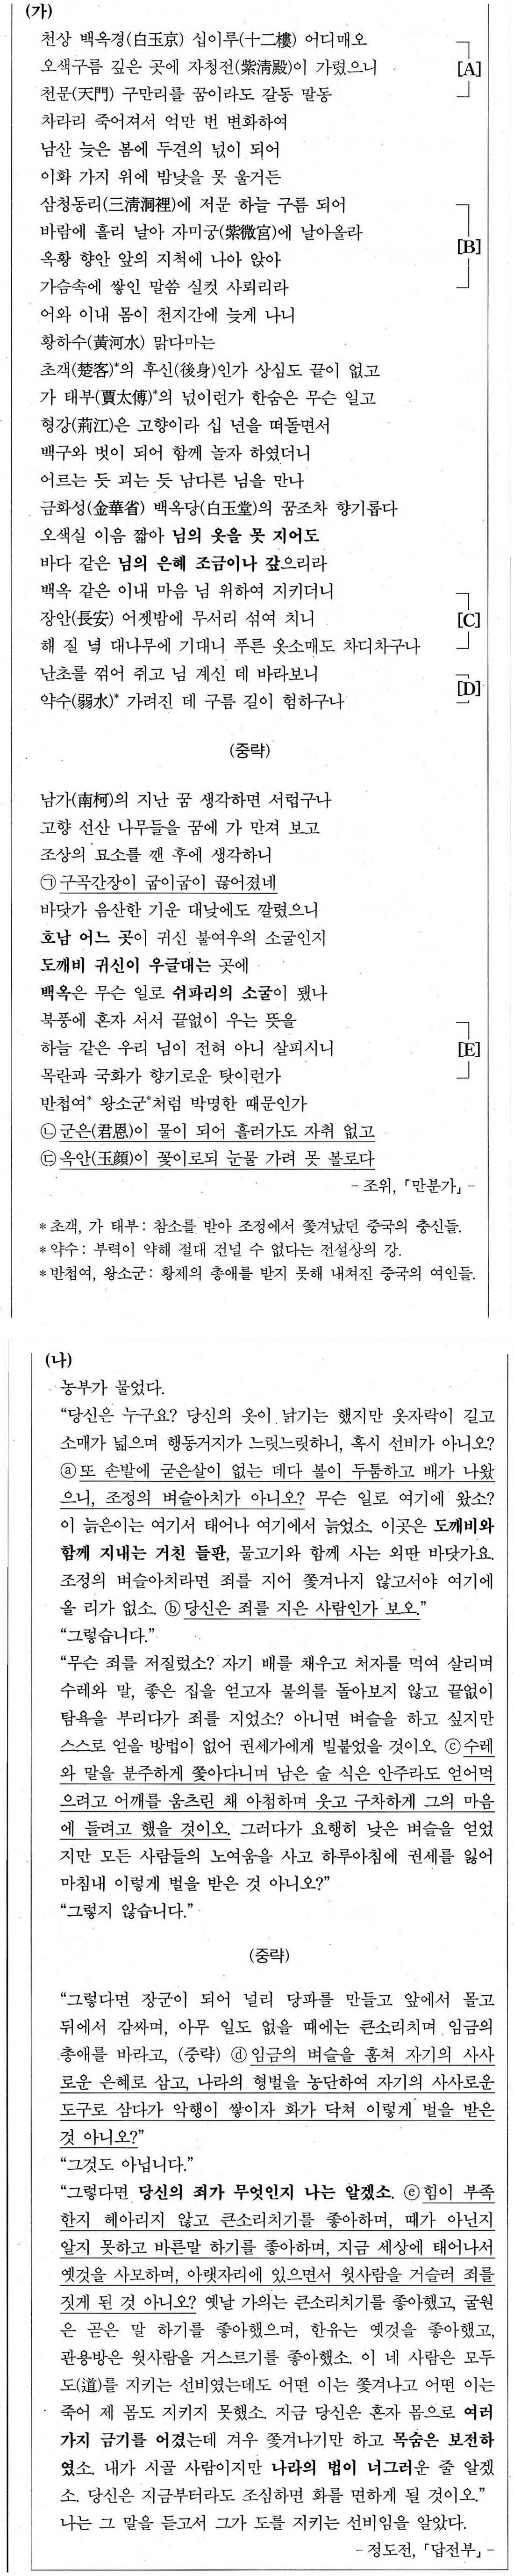 (가)
천상 백옥경(白玉京) 십이루(十二樓) 어디매오
오색구름 깊은 곳에 자청전(紫淸殿)이 가렸으니
[A]
천문(天門) 구만리를 꿈이라도 갈동 말동
차라리 죽어져서 억만 번 변화하여
남산 늦은 봄에 두견의 넋이 되어
이화 가지 위에 밤낮을 못 울거든
삼청동리(三淸洞裡)에 저문 하늘 구름 되어
바람에 흘리 날아 자미궁(紫微宮)에 날아올라
[B]
옥황 향안 앞의 지척에 나아 앉아
가슴속에 쌓인 말씀 실컷 사뢰리라
어와 이내 몸이 천지간에 늦게 나니
황하수(黃河水) 맑다마는
초객(楚客)*의 후신(後身)인가 상심도 끝이 없고
가 태부(賈太傅)*의 넋이런가 한숨은 무슨 일고
형강(荊江)은 고향이라 십 년을 떠돌면서
백구와 벗이 되어 함께 놀자 하였더니
어르는 듯 괴는 듯 남다른 님을 만나
금화성(金華省) 백옥당(白玉堂)의 꿈조차 향기롭다
오색실 이음 짧아 님의 옷을 못 지어도
바다 같은 님의 은혜 조금이나 갚으리라
백옥 같은 이내 마음 님 위하여 지키더니
장안(長安) 어젯밤에 무서리 섞여 치니
[C]
해 질 녘 대나무에 기대니 푸른 옷소매도 차디차구나
난초를 꺾어 쥐고 님 계신 데 바라보니
[D]
약수(弱水)* 가려진 데 구름 길이 험하구나
(중략)
남가(南柯)의 지난 꿈 생각하면 서럽구나
고향 선산 나무들을 꿈에 가 만져 보고
조상의 묘소를 깬 후에 생각하니
㉠ 구곡간장이 굽이굽이 끊어졌네
바닷가 음산한 기운 대낮에도 깔렸으니
호남 어느 곳이 귀신 불여우의 소굴인지
도깨비 귀신이 우글대는 곳에
백옥은 무슨 일로 쉬파리의 소굴이 됐나
북풍에 혼자 서서 끝없이 우는 뜻을
하늘 같은 우리 님이 전혀 아니 살피시니
[E]
목란과 국화가 향기로운 탓이런가
반첩여* 왕소군*처럼 박명한 때문인가
㉡ 군은(君恩)이 물이 되어 흘러가도 자취 없고
㉢ 옥안(玉顔)이 꽃이로되 눈물 가려 못 볼로다
- 조위, 「만분가」 -
* 초객, 가 태부: 참소를 받아 조정에서 쫓겨났던 중국의 충신들.
* 약수: 부력이 약해 절대 건널 수 없다는 전설상의 강.
* 반첩여, 왕소군: 황제의 총애를 받지 못해 내쳐진 중국의 여인들.
(나)
농부가 물었다.
“당신은 누구요? 당신의 옷이 낡기는 했지만 옷자락이 길고
소매가 넓으며 행동거지가 느릿느릿하니, 혹시 선비가 아니오?
ⓐ 또 손발에 굳은살이 없는 데다 볼이 두툼하고 배가 나왔
으니, 조정의 벼슬아치가 아니오? 무슨 일로 여기에 왔소?
이 늙은이는 여기서 태어나 여기에서 늙었소. 이곳은 도깨비와
함께 지내는 거친 들판, 물고기와 함께 사는 외딴 바닷가요.
조정의 벼슬아치라면 죄를 지어 쫓겨나지 않고서야 여기에
올 리가 없소. ⓑ 당신은 죄를 지은 사람인가 보오.”
“그렇습니다.”
“무슨 죄를 저질렀소? 자기 배를 채우고 처자를 먹여 살리며
수레와 말, 좋은 집을 얻고자 불의를 돌아보지 않고 끝없이
탐욕을 부리다가 죄를 지었소? 아니면 벼슬을 하고 싶지만
스스로 얻을 방법이 없어 권세가에게 빌붙었을 것이오. ⓒ 수레
와 말을 분주하게 쫓아다니며 남은 술 식은 안주라도 얻어먹
으려고 어깨를 움츠린 채 아첨하며 웃고 구차하게 그의 마음
에 들려고 했을 것이오. 그러다가 요행히 낮은 벼슬을 얻었
지만 모든 사람들의 노여움을 사고 하루아침에 권세를 잃어
마침내 이렇게 벌을 받은 것 아니오?”
“그렇지 않습니다.”
(중략)
“그렇다면 장군이 되어 널리 당파를 만들고 앞에서 몰고
뒤에서 감싸며, 아무 일도 없을 때에는 큰소리치며 임금의
총애를 바라고, (중략) ⓓ 임금의 벼슬을 훔쳐 자기의 사사
로운 은혜로 삼고, 나라의 형벌을 농단하여 자기의 사사로운
도구로 삼다가 악행이 쌓이자 화가 닥쳐 이렇게 벌을 받은
것 아니오?”
“그것도 아닙니다.”
“그렇다면 당신의 죄가 무엇인지 나는 알겠소. ⓔ 힘이 부족
한지 헤아리지 않고 큰소리치기를 좋아하며, 때가 아닌지
알지 못하고 바른말 하기를 좋아하며, 지금 세상에 태어나서
옛것을 사모하며, 아랫자리에 있으면서 윗사람을 거슬러 죄를
짓게 된 것 아니오? 옛날 가의는 큰소리치기를 좋아했고, 굴원
은 곧은 말 하기를 좋아했으며, 한유는 옛것을 좋아했고,
관용방은 윗사람을 거스르기를 좋아했소. 이 네 사람은 모두
도(道)를 지키는 선비였는데도 어떤 이는 쫓겨나고 어떤 이는
죽어 제 몸도 지키지 못했소. 지금 당신은 혼자 몸으로 여러
가지 금기를 어겼는데 겨우 쫓겨나기만 하고 목숨은 보전하
였소. 내가 시골 사람이지만 나라의 법이 너그러운 줄 알겠
소. 당신은 지금부터라도 조심하면 화를 면하게 될 것이오.”
나는 그 말을 듣고서 그가 도를 지키는 선비임을 알았다.
- 정도전, 「답전부」 -